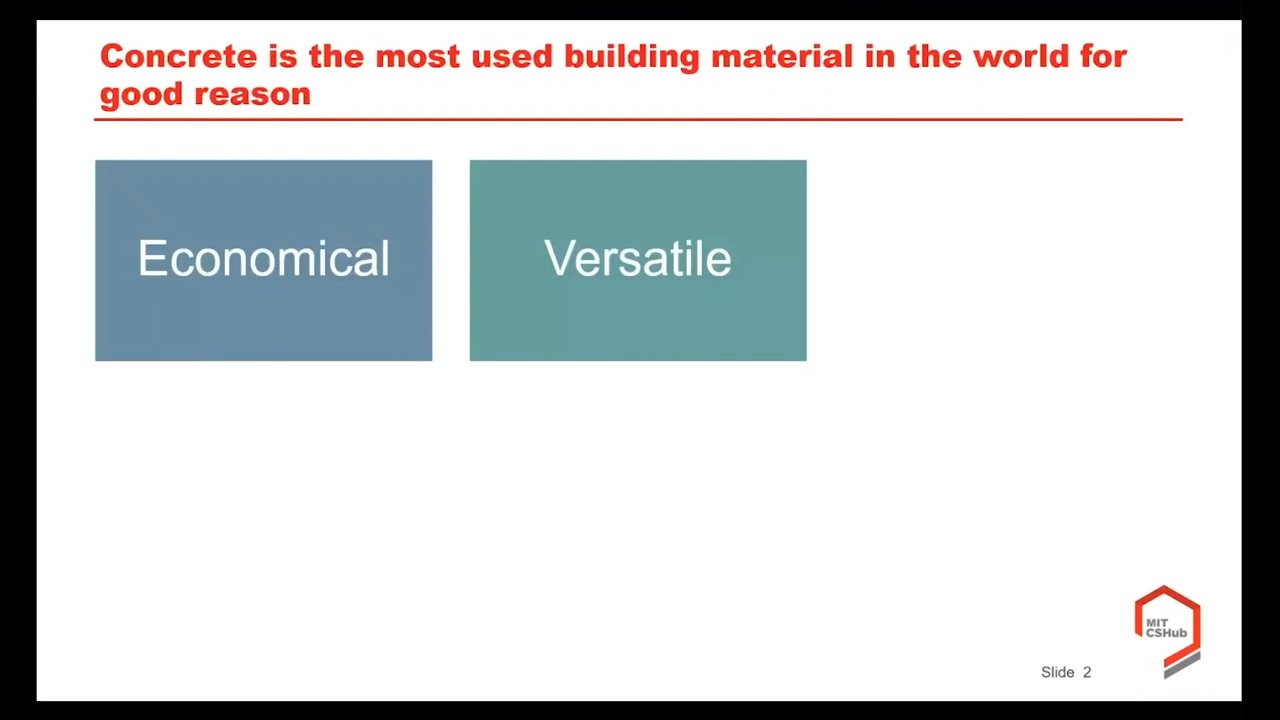 Concrete is the most used building material in the world for
good reason
Economical
Versatile
MIT
CSHub
Slide 2